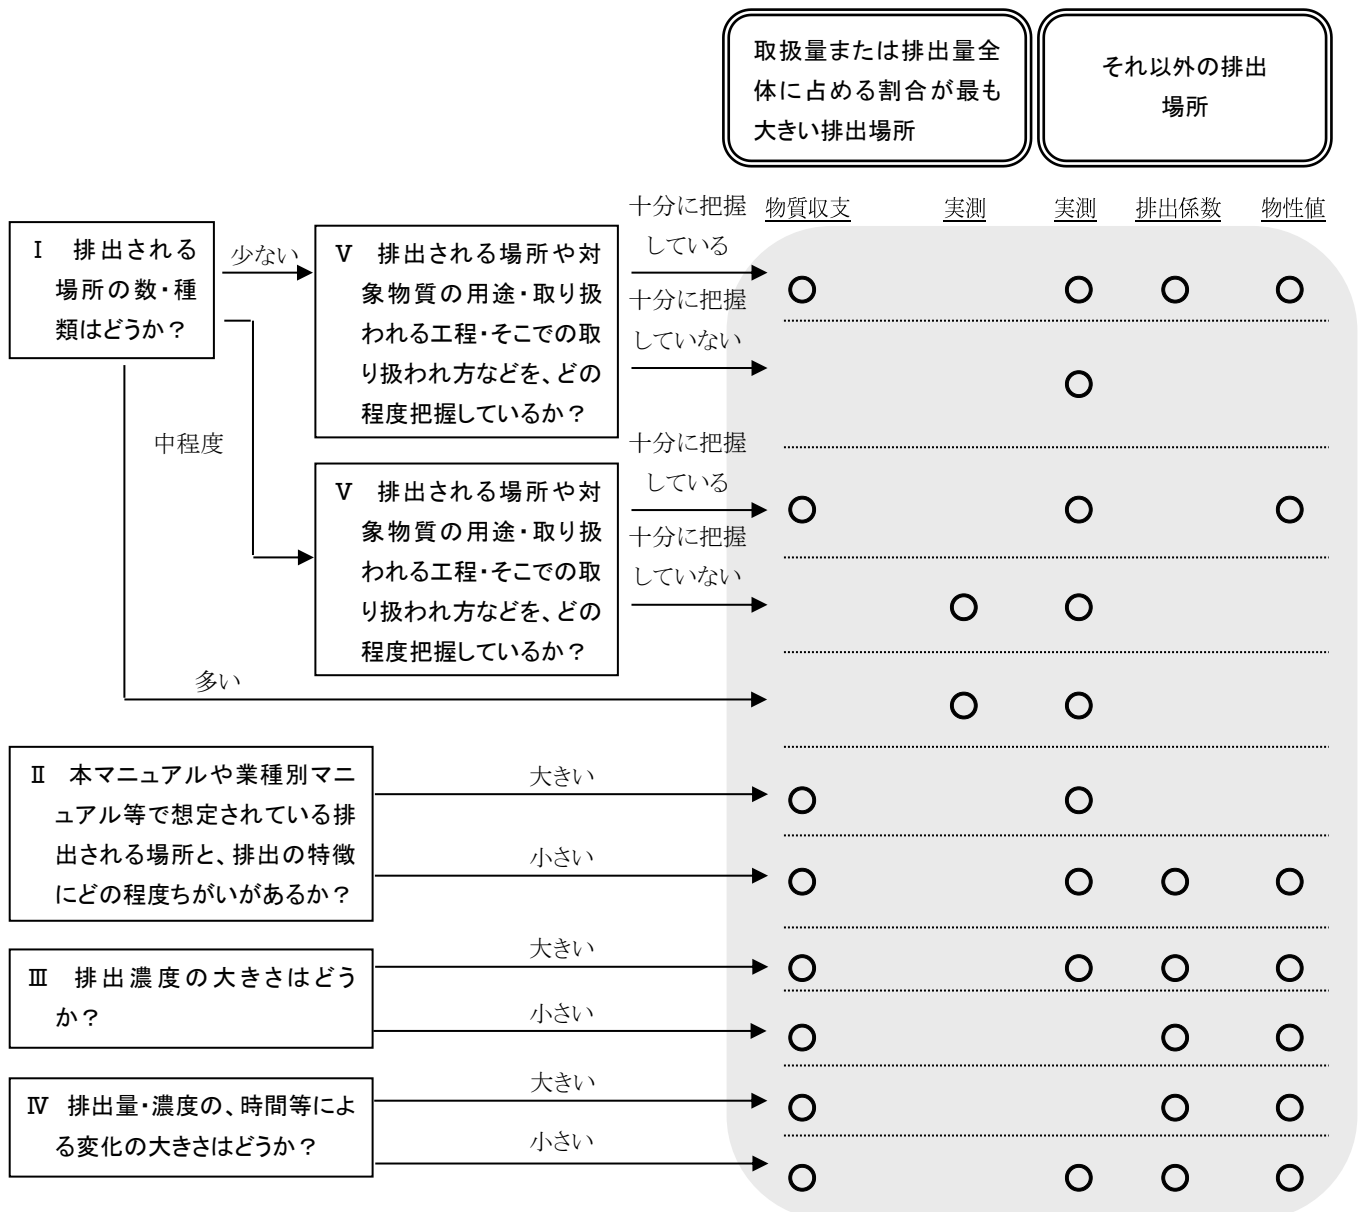 取扱量または排出量全
体に占める割合が最も
大きい排出場所
それ以外の排出
場所
物質収支
実測
実測
排出係数
物性値
Ⅰ 排出される
場所の数・種
類はどうか？
少ない
中程度
多い
Ⅴ 排出される場所や対
象物質の用途・取り扱
われる工程・そこでの取
り扱われ方などを、どの
程度把握しているか？
十分に把握
している
十分に把握
していない
Ⅴ 排出される場所や対
象物質の用途・取り扱
われる工程・そこでの取
り扱われ方などを、どの
程度把握しているか？
十分に把握
している
十分に把握
していない
Ⅱ 本マニュアルや業種別マニ
ュアル等で想定されている排
出される場所と、排出の特徴
にどの程度ちがいがあるか？
大きい
小さい
Ⅲ 排出濃度の大きさはどう
か？
大きい
小さい
Ⅳ 排出量・濃度の、時間等によ
る変化の大きさはどうか？
大きい
小さい